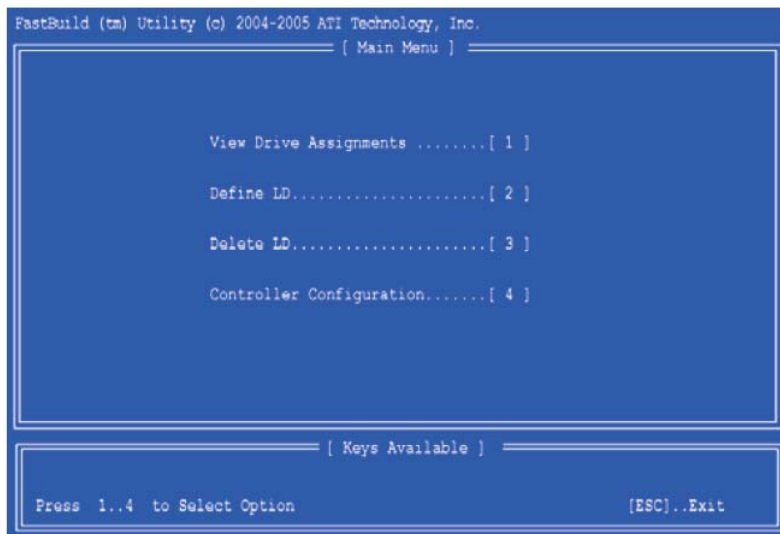 FastBuild (tm) Utility (c) 2004-2005 ATI Technology, Inc.
[ Main Menu ]
View Drive Assignments ........[ 1 ]
Define LD......................[ 2 ]
Delete LD......................[ 3 ]
Controller Configuration.......[ 4 ]
[ Keys Available ]
Press 1..4 to Select Option [ESC]..Exit